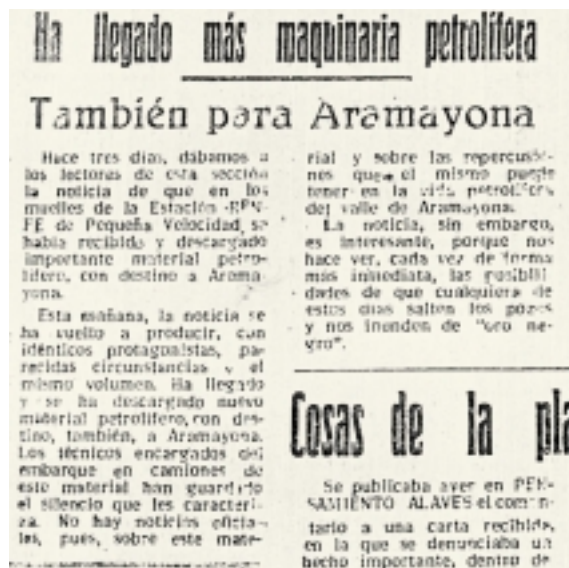 Ha llegado más maquinaria petrolífera
También para Aramayona
Hace tres días, dábamos a
los lectores de esta sección
la noticia de que en los
muelles de la Estación REN-
FE de Pequeña Velocidad, se
había recibido y descargado
importante material petro-
lífero, con destino a Arama-
yona.
Esta mañana, la noticia se
ha vuelto a producir, con
idénticos protagonistas, pa-
recidas circunstancias y el
mismo volumen. Ha llegado
y se ha descargado nuevo
material petrolífero, con des-
tino, también, a Aramayona.
Los técnicos encargados del
embarque en camiones de
este material han guardado
el silencio que les caracteri-
za. No hay noticias oficia-
les, pues, sobre este mate-
rial y sobre las repercusio-
nes que el mismo puede
tener en la vida petrolífera
del valle de Aramayona.
La noticia, sin embargo,
es interesante, porque nos
hace ver, cada vez de forma
más inmediata, las posibili-
dades de que cualquiera de
estos días salten los pozos
y nos inunden de "oro ne-
gro".
Cosas de la pla
Se publicaba ayer en PEN-
SAMIENTO ALAVES el comen-
tario a una carta recibida,
en la que se denunciaba un
hecho importante, dentro de